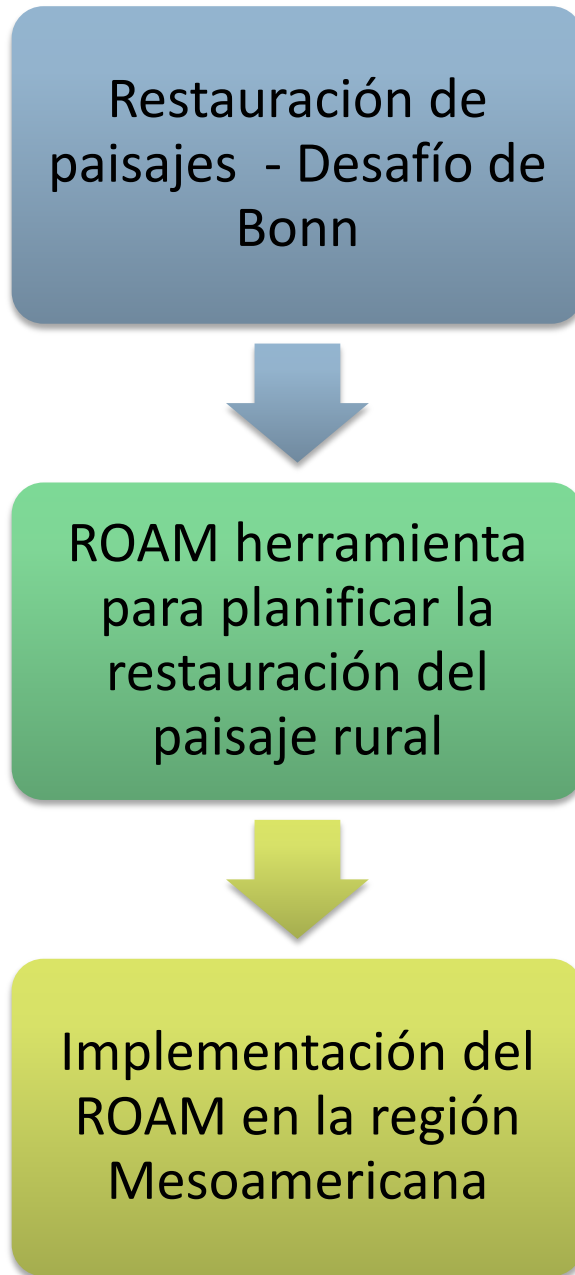 Restauración de
paisajes - Desafío de
Bonn
ROAM herramienta
para planificar la
restauración del
paisaje rural
Implementación del
ROAM en la región
Mesoamericana